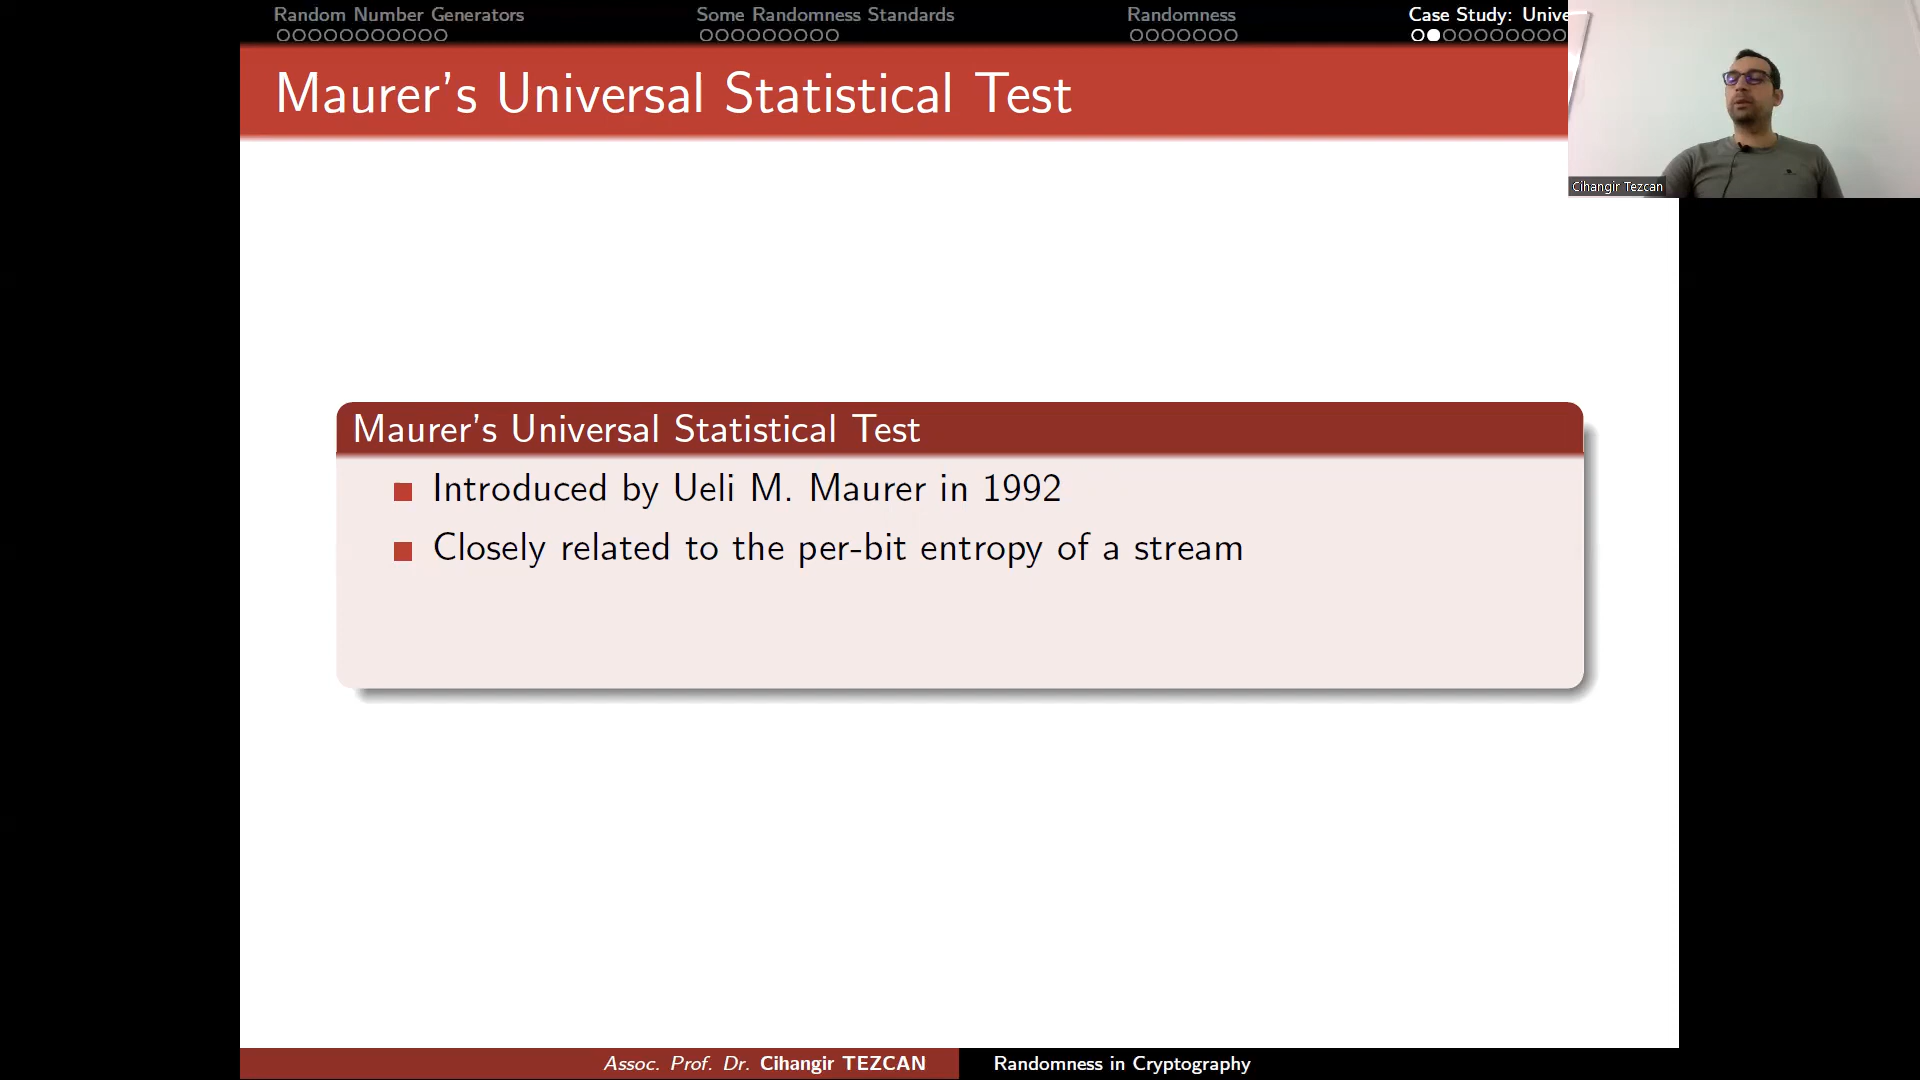 Random Number Generators
Some Randomness Standards
Randomness
Case Study: Unive
Maurer's Universal Statistical Test
Cihangir Tezcan
Maurer's Universal Statistical Test
Introduced by Ueli M. Maurer in 1992
Closely related to the per-bit entropy of a stream
Assoc. Prof. Dr. Cihangir TEZCAN
Randomness in Cryptography